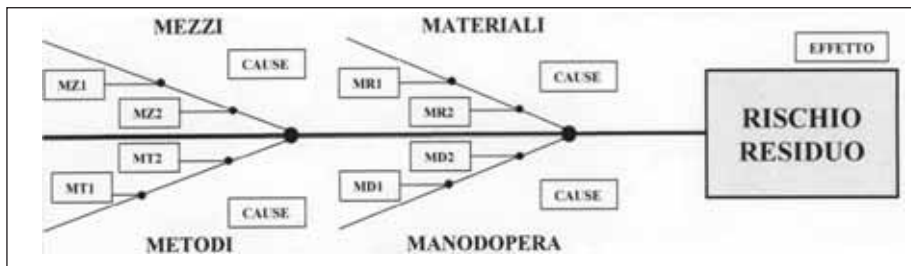 MEZZI
MATERIALI
EFFETTO
CAUSE
CAUSE
MZ1
MR1
MZ2
MR2
RISCHIO
RESIDUO
MT2
MD2
MT1
MD1
CAUSE
CAUSE
METODI
MANODOPERA